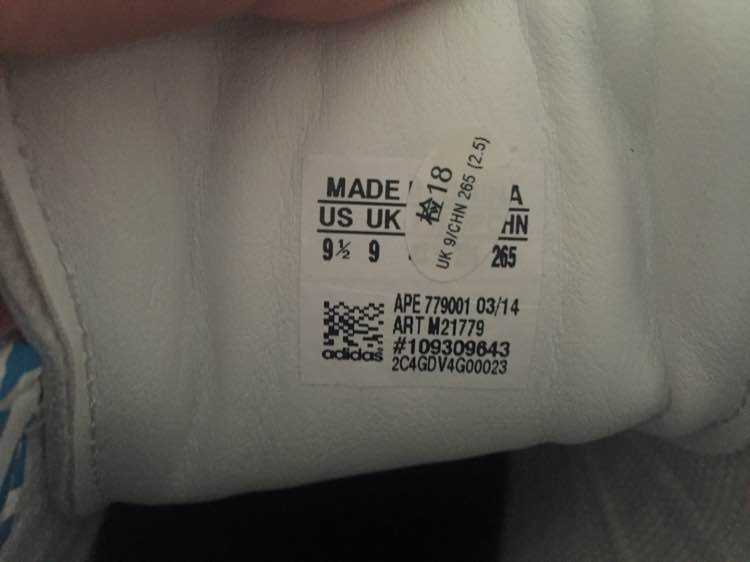 MADE A
US UK HN
9½ 9 265
检18
UK 9/CHN 265 (2.5)
APE 779001 03/14
ART M21779
#109309643
adidas
2C4GDV4G00023